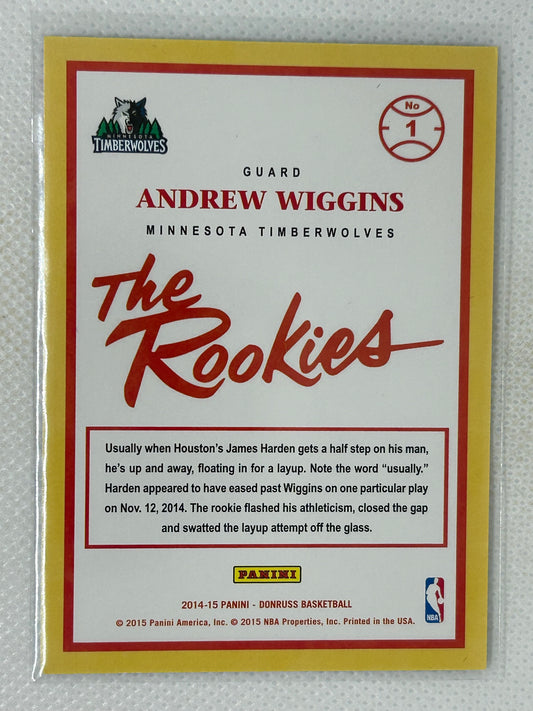 No
1
MINNESOTA
TIMBERWOLVES
GUARD
ANDREW WIGGINS
MINNESOTA TIMBERWOLVES
The
Rookies
Usually when Houston's James Harden gets a half step on his man,
he's up and away, floating in for a layup. Note the word "usually."
Harden appeared to have eased past Wiggins on one particular play
on Nov. 12, 2014. The rookie flashed his athleticism, closed the gap
and swatted the layup attempt off the glass.
PANINI
2014-15 PANINI - DONRUSS BASKETBALL
© 2015 Panini America, Inc. © 2015 NBA Properties, Inc. Printed in the USA.
NBA